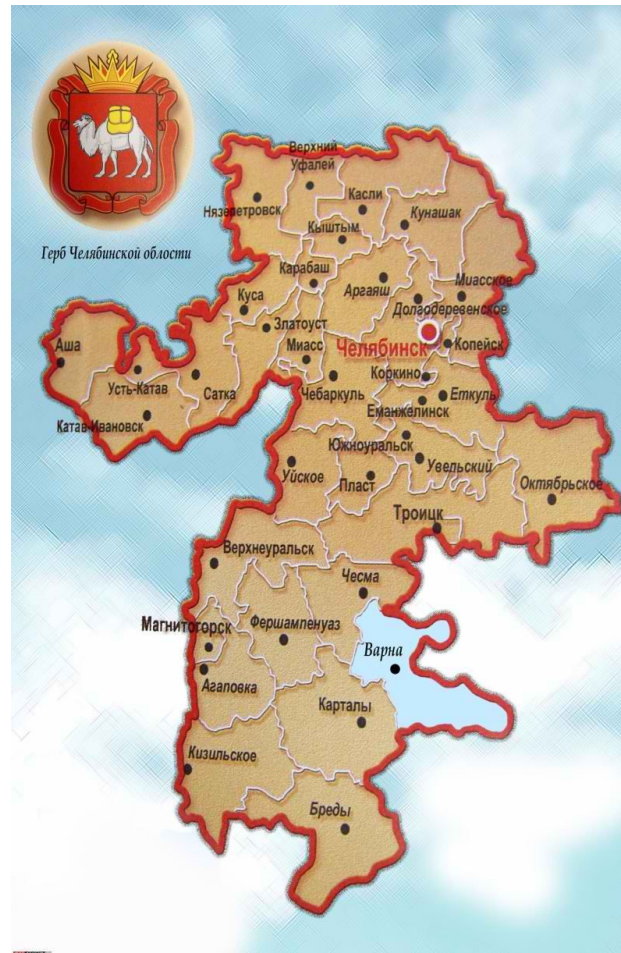 Герб Челябинской облости
Верхний
Уфалей
Касли
Нязепетровск
Кунашак
Кыштым
Карабаш
Аргаяш
Миасское
Куса
Долгодеревенское
Златоуст
Аша
Миасс
Челябинск
Копейск
Усть-Катав
Сатка
Чебаркуль
Коркино
Еткуль
Еманжелинск
Катав-Ивановск
Южноуральск
Увельский
Уйское
Пласт
Октябрьское
Троицк
Верхнеуральск
Чесма
Магнитогорск
Фершампенуаз
Варна
Агаповка
Карталы
Кизильское
Бреды